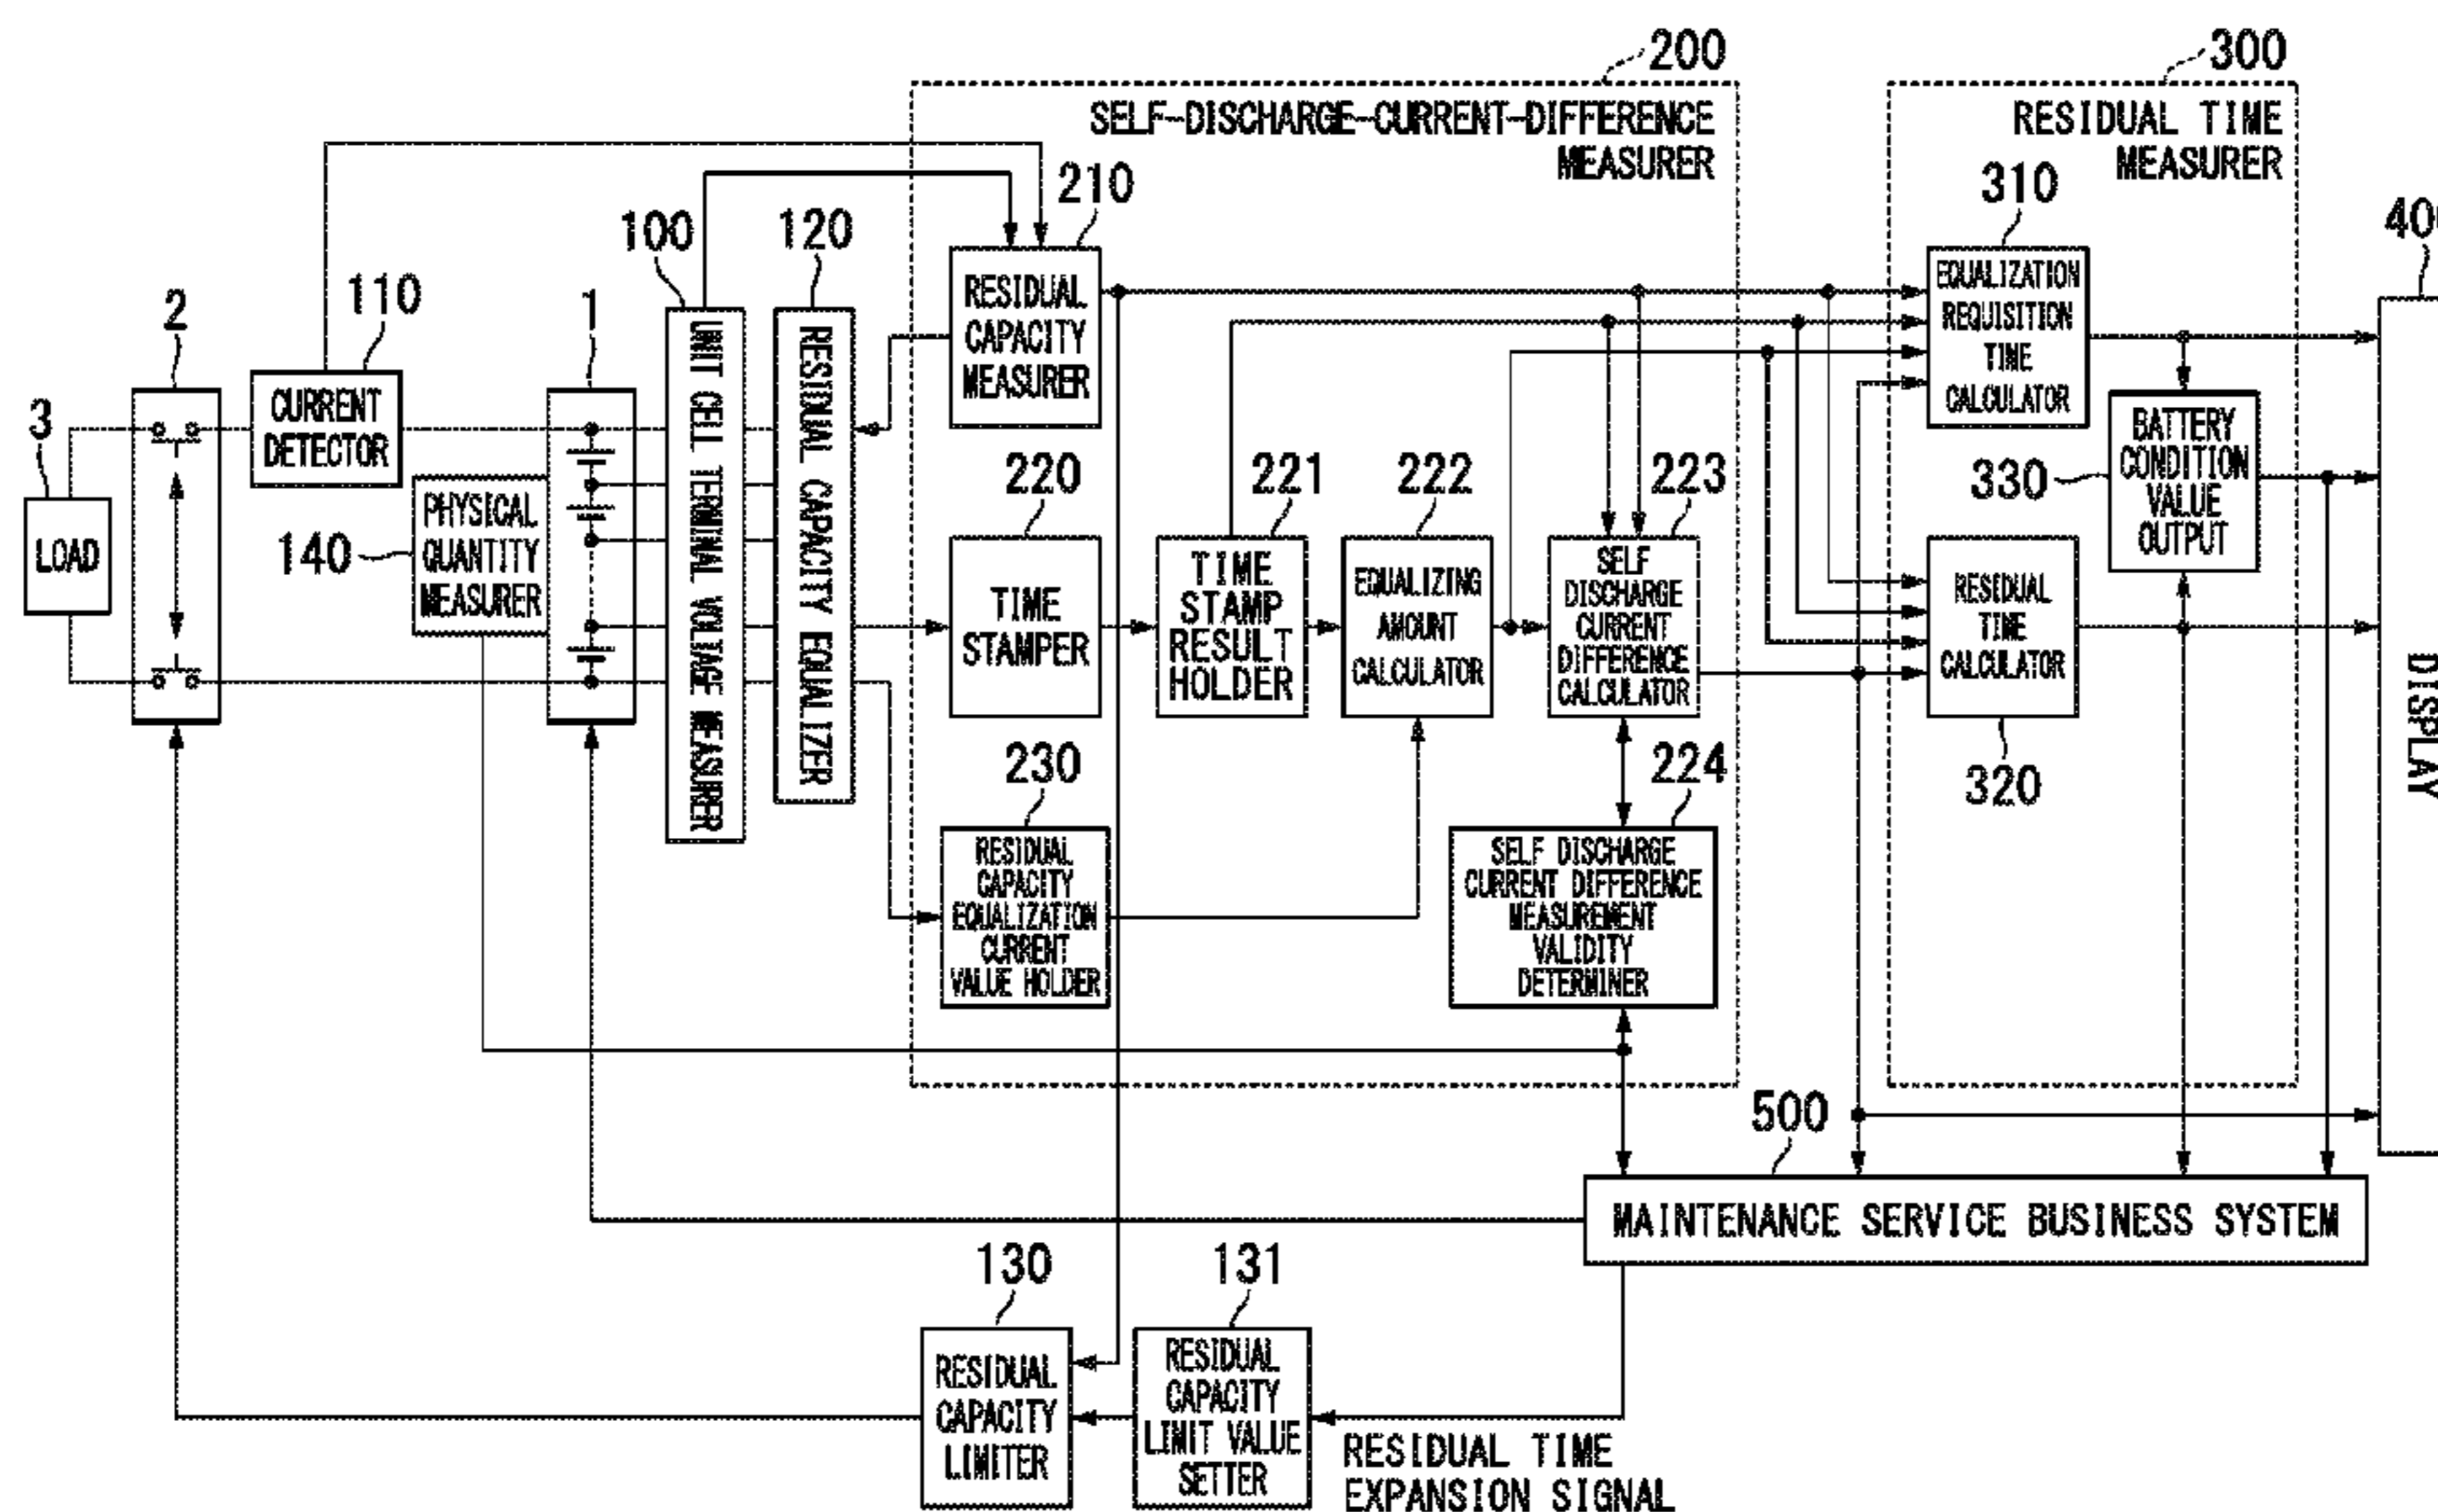 200
SELF-DISCHARGE-CURRENT-DIFFERENCE
MEASURER
300
RESIDUAL TIME
MEASURER
210
RESIDUAL
CAPACITY
MEASURER
310
EQUALIZATION
REQUISITION
TIME
CALCULATOR
100
UNIT CELL TERMINAL VOLTAGE MEASURER
120
RESIDUAL CAPACITY EQUALIZER
110
CURRENT
DETECTOR
1
2
3
LOAD
140
PHYSICAL
QUANTITY
MEASURER
220
TIME
STAMPER
221
TIME
STAMP
RESULT
HOLDER
222
EQUALIZING
AMOUNT
CALCULATOR
223
SELF
DISCHARGE
CURRENT
DIFFERENCE
CALCULATOR
330
BATTERY
CONDITION
VALUE
OUTPUT
RESIDUAL
TIME
CALCULATOR
320
DISPLAY
230
RESIDUAL
CAPACITY
EQUALIZATION
CURRENT
VALUE HOLDER
224
SELF DISCHARGE
CURRENT DIFFERENCE
MEASUREMENT
VALIDITY
DETERMINER
500
MAINTENANCE SERVICE BUSINESS SYSTEM
130
RESIDUAL
CAPACITY
LIMITER
131
RESIDUAL
CAPACITY
LIMIT VALUE
SETTER
RESIDUAL TIME
EXPANSION SIGNAL